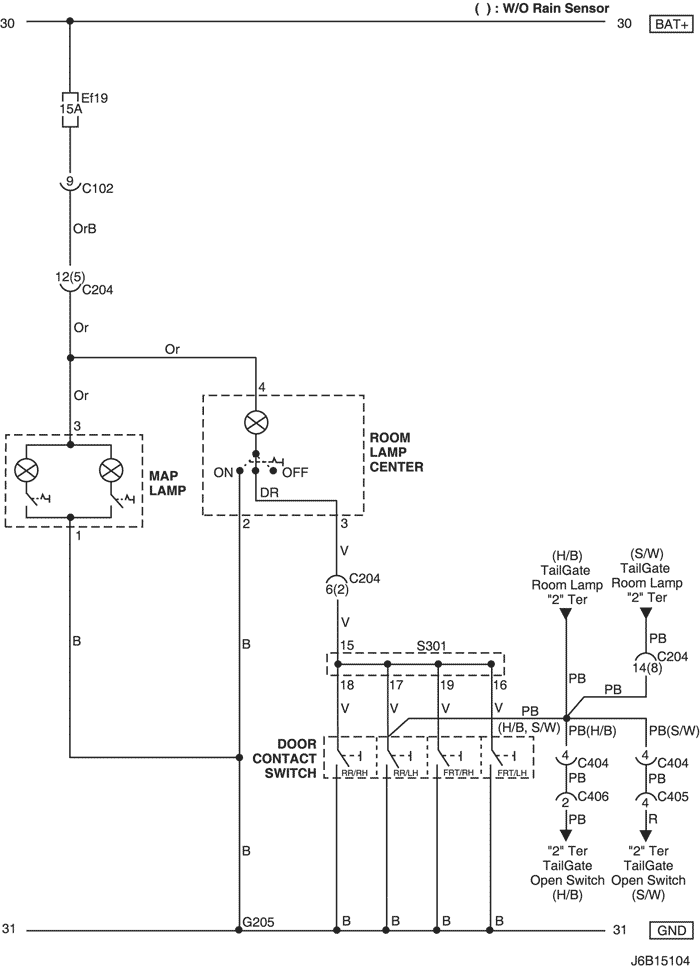 ( ) : W/O Rain Sensor
30
30
BAT+
Ef19
15A
9
C102
OrB
12(5)
C204
Or
Or
Or
3
4
MAP
LAMP
ROOM
LAMP
CENTER
ON
OFF
DR
1
2
3
V
C204
6(2)
V
B
B
15
S301
18
17
19
16
V
V
V
V
PB
(H/B, S/W)
DOOR
CONTACT
SWITCH
RR/RH
RR/LH
FRT/RH
FRT/LH
(H/B)
TailGate
Room Lamp
"2" Ter
(S/W)
TailGate
Room Lamp
"2" Ter
PB
C204
14(8)
PB
PB
PB(H/B)
PB(S/W)
4
C404
4
C404
PB
PB
2
C406
4
C405
PB
R
"2" Ter
TailGate
Open Switch
(H/B)
"2" Ter
TailGate
Open Switch
(S/W)
B
G205
B
B
B
B
31
31
GND
J6B15104